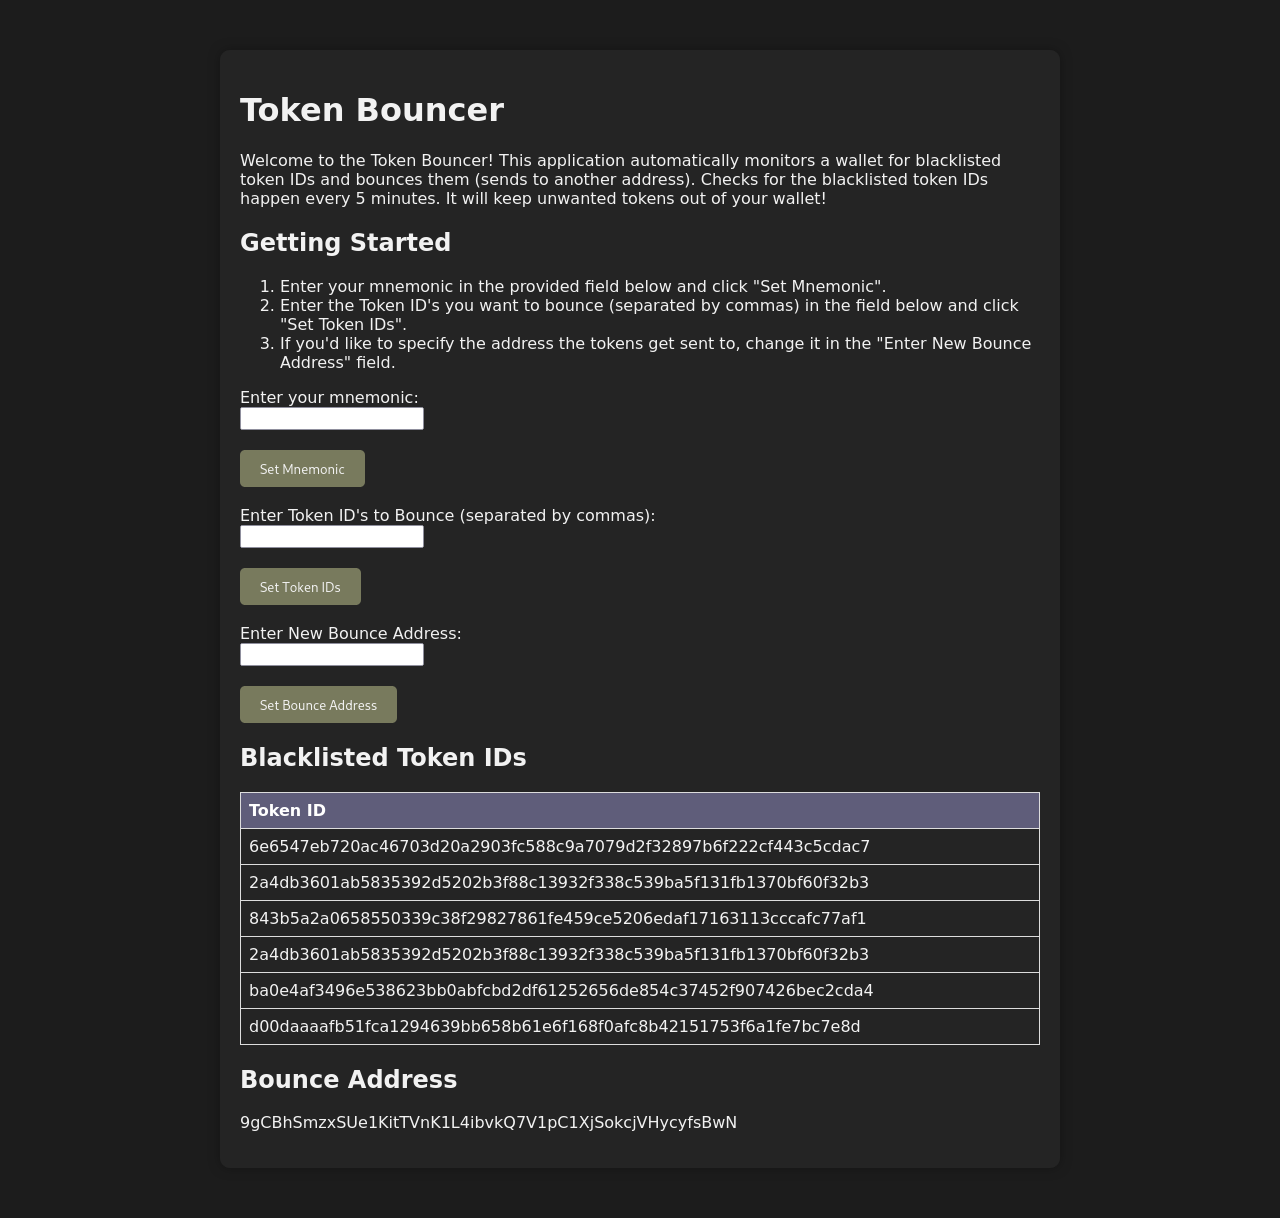 Token Bouncer
Welcome to the Token Bouncer! This application automatically monitors a wallet for blacklisted
token IDs and bounces them (sends to another address). Checks for the blacklisted token IDs
happen every 5 minutes. It will keep unwanted tokens out of your wallet!
Getting Started
1. Enter your mnemonic in the provided field below and click "Set Mnemonic".
2. Enter the Token ID's you want to bounce (separated by commas) in the field below and click
"Set Token IDs".
3. If you'd like to specify the address the tokens get sent to, change it in the "Enter New Bounce
Address" field.
Enter your mnemonic:
Set Mnemonic
Enter Token ID's to Bounce (separated by commas):
Set Token IDs
Enter New Bounce Address:
Set Bounce Address
Blacklisted Token IDs
Token ID
6e6547eb720ac46703d20a2903fc588c9a7079d2f32897b6f222cf443c5cdac7
2a4db3601ab5835392d5202b3f88c13932f338c539ba5f131fb1370bf60f32b3
843b5a2a0658550339c38f29827861fe459ce5206edaf17163113cccafc77af1
2a4db3601ab5835392d5202b3f88c13932f338c539ba5f131fb1370bf60f32b3
ba0e4af3496e538623bb0abfcbd2df61252656de854c37452f907426bec2cda4
d00daaaafb51fca1294639bb658b61e6f168f0afc8b42151753f6a1fe7bc7e8d
Bounce Address
9gCBhSmzxSUe1KitTVnK1L4ibvkQ7V1pC1XjSokcjVHycyfsBwN